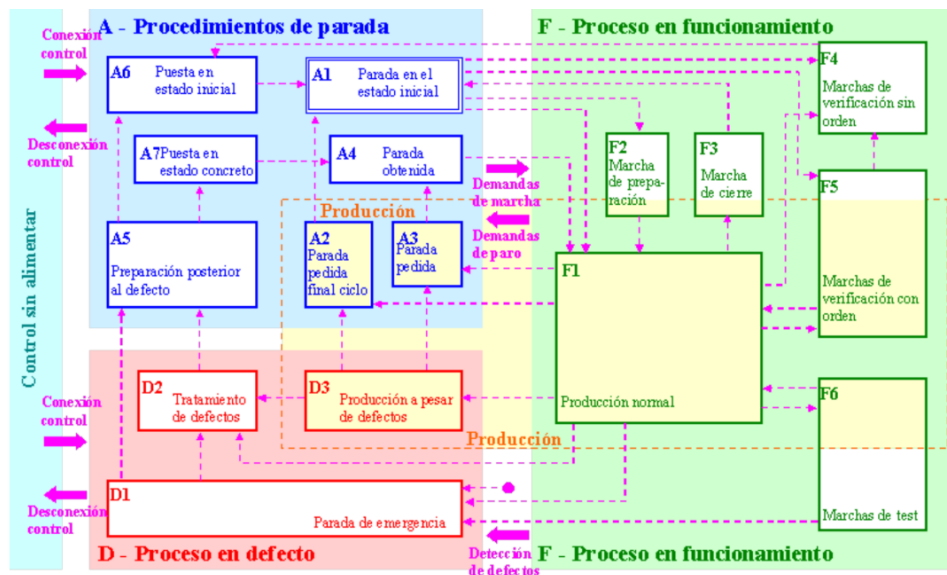 A - Procedimientos de parada
F - Proceso en funcionamiento
Conexión
control
Desconexión
control
Control sin alimentar
Conexión
control
Desconexión
control
A6
Puesta en
estado inicial
A1
Parada en el
estado inicial
A7
Puesta en
estado concreto
A4
Parada
obtenida
A5
Preparación posterior
al defecto
Producción
A2
Parada
pedida
final ciclo
A3
Parada
pedida
Demandas
de marcha
Demandas
de paro
F4
Marchas de
verificación sin
orden
F2
Marcha
de prepa-
ración
F3
Marcha
de cierre
F5
Marchas de
verificación con
orden
F1
Producción normal
D2
Tratamiento
de defectos
D3
Producción a pesar
de defectos
Producción
F6
Marchas de test
D1
Parada de emergencia
D - Proceso en defecto
Detección
de defectos
F - Proceso en funcionamiento